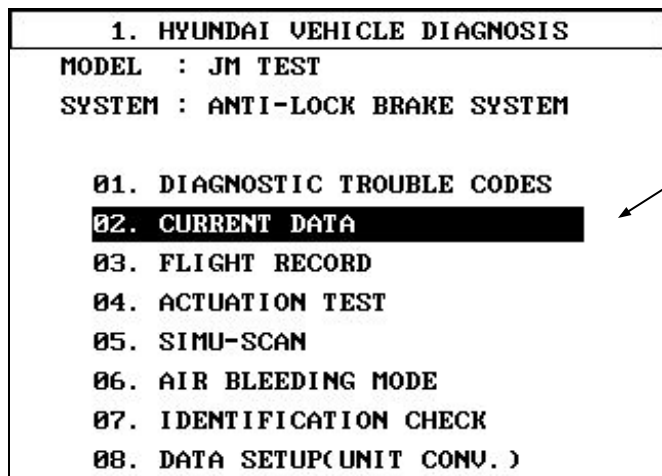 1. HYUNDAI VEHICLE DIAGNOSIS
MODEL : JM TEST
SYSTEM : ANTI-LOCK BRAKE SYSTEM
01. DIAGNOSTIC TROUBLE CODES
02. CURRENT DATA
03. FLIGHT RECORD
04. ACTUATION TEST
05. SIMU-SCAN
06. AIR BLEEDING MODE
07. IDENTIFICATION CHECK
08. DATA SETUP(UNIT CONV.)